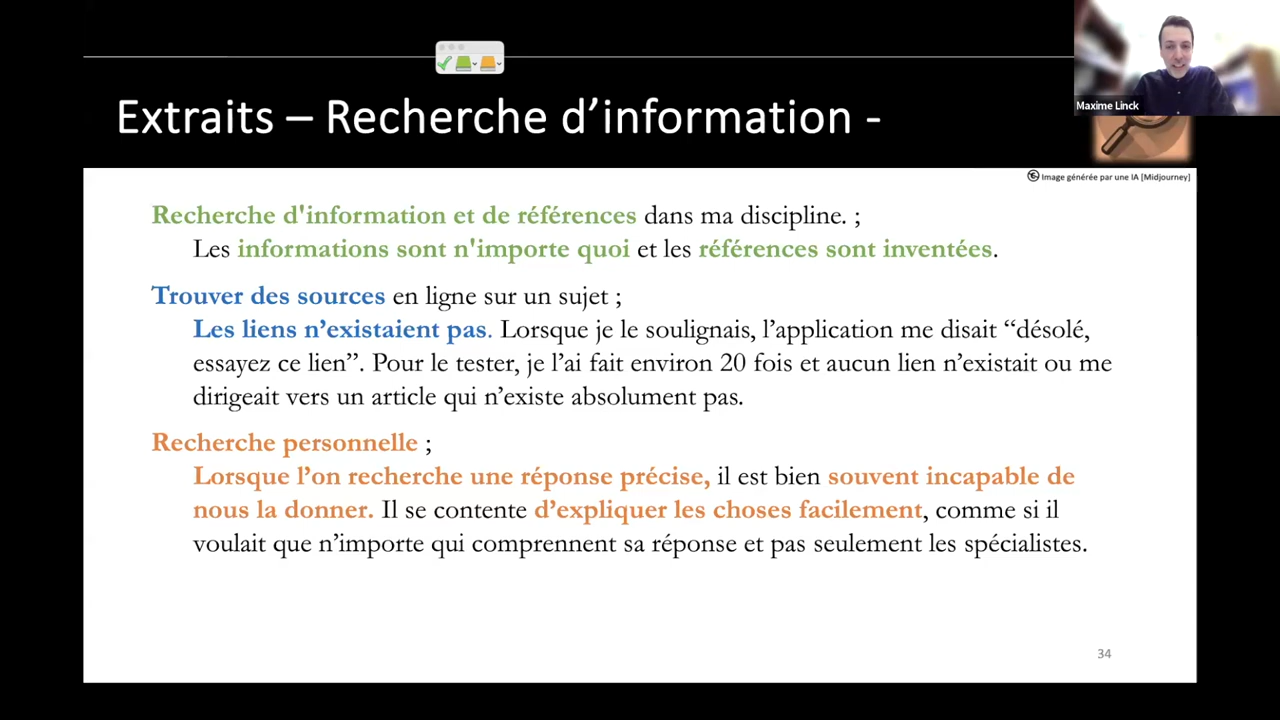 Maxime Linck
Extraits – Recherche d’information -
Image générée par une IA [Midjourney]
Recherche d'information et de références dans ma discipline. ;
Les informations sont n'importe quoi et les références sont inventées.
Trouver des sources en ligne sur un sujet ;
Les liens n’existaient pas. Lorsque je le soulignais, l’application me disait “désolé,
essayez ce lien”. Pour le tester, je l’ai fait environ 20 fois et aucun lien n’existait ou me
dirigeait vers un article qui n’existe absolument pas.
Recherche personnelle ;
Lorsque l’on recherche une réponse précise, il est bien souvent incapable de
nous la donner. Il se contente d’expliquer les choses facilement, comme si il
voulait que n’importe qui comprennent sa réponse et pas seulement les spécialistes.
34